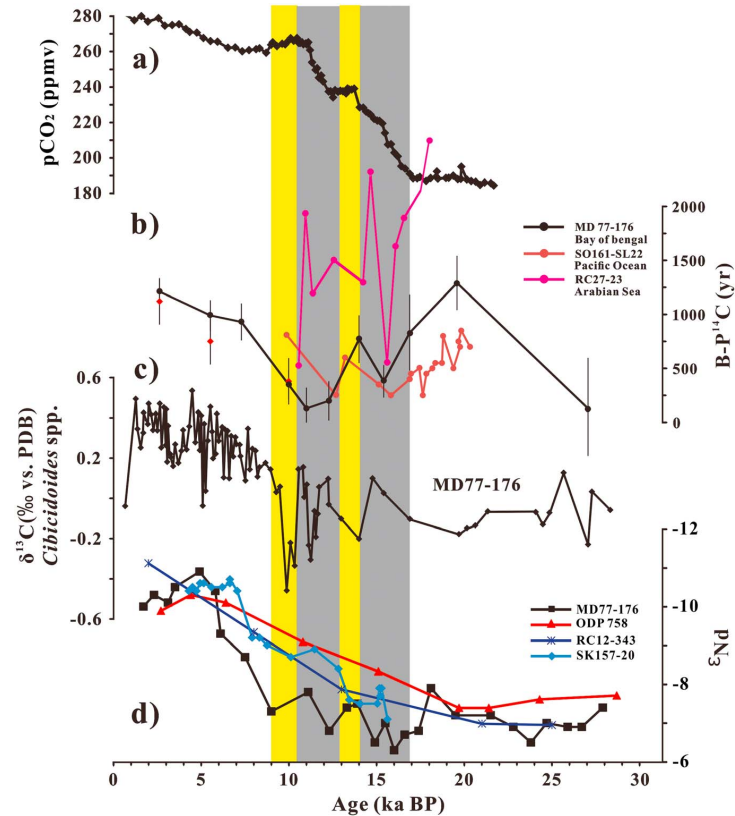 280
260
240
220
200
180
pCO2 (ppmv)
a)
b)
2000
1500
1000
500
0
B-P14C (yr)
MD 77-176
Bay of bengal
SO161-SL22
Pacific Ocean
RC27-23
Arabian Sea
c)
0.6
0.2
-0.2
-0.6
δ13C(‰ vs. PDB)
Cibicidoides spp.
MD77-176
-12
-10
-8
-6
εNd
MD77-176
ODP 758
RC12-343
SK157-20
d)
0 5 10 15 20 25 30
Age (ka BP)